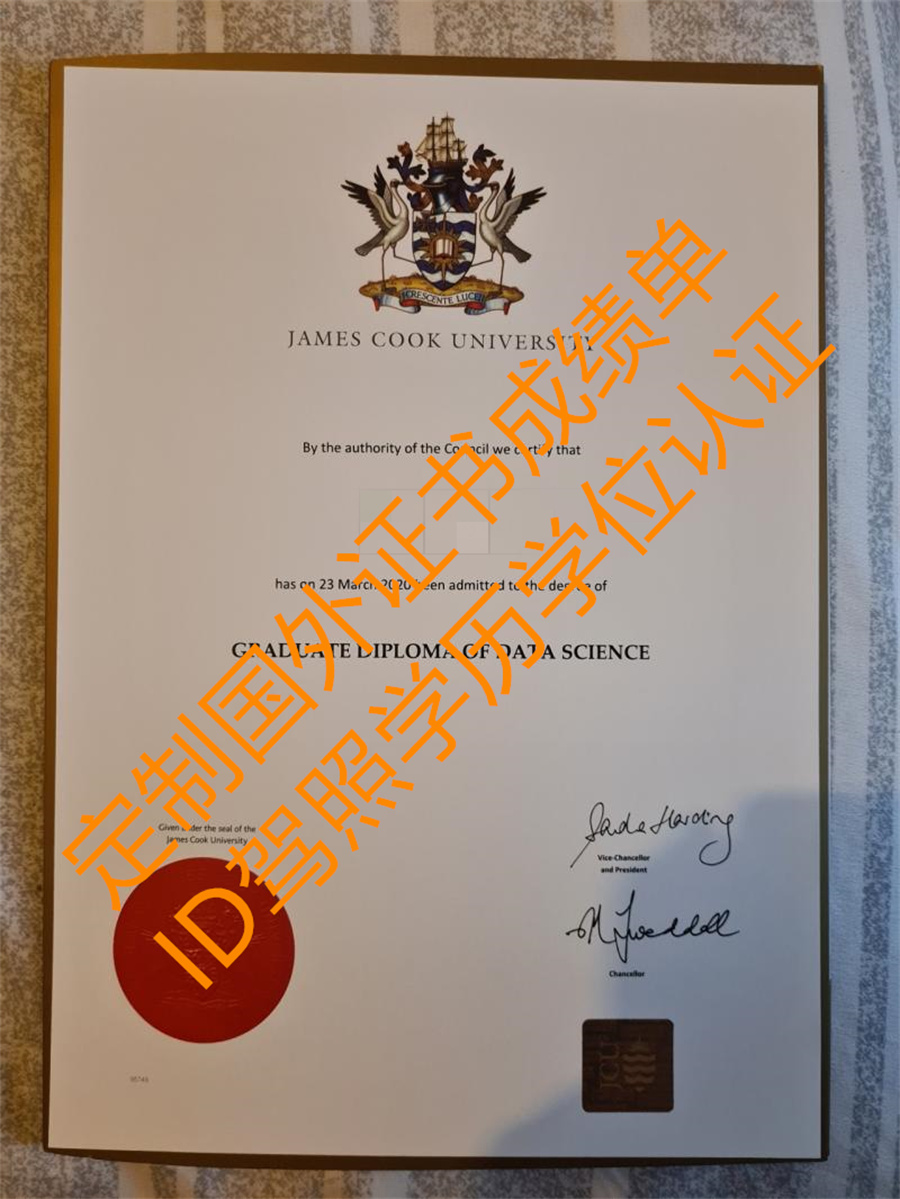 CRESCENTE LUCE
JAMES COOK UNIVERSITY
By the authority of the Council we certify that
has on 23 March 2020 been admitted to the degree of
GRADUATE DIPLOMA OF DATA SCIENCE
定制国外证书成绩单
ID驾照学历学位认证
Given under the seal of the
James Cook University
Vice-Chancellor
and President
Chancellor
JCU